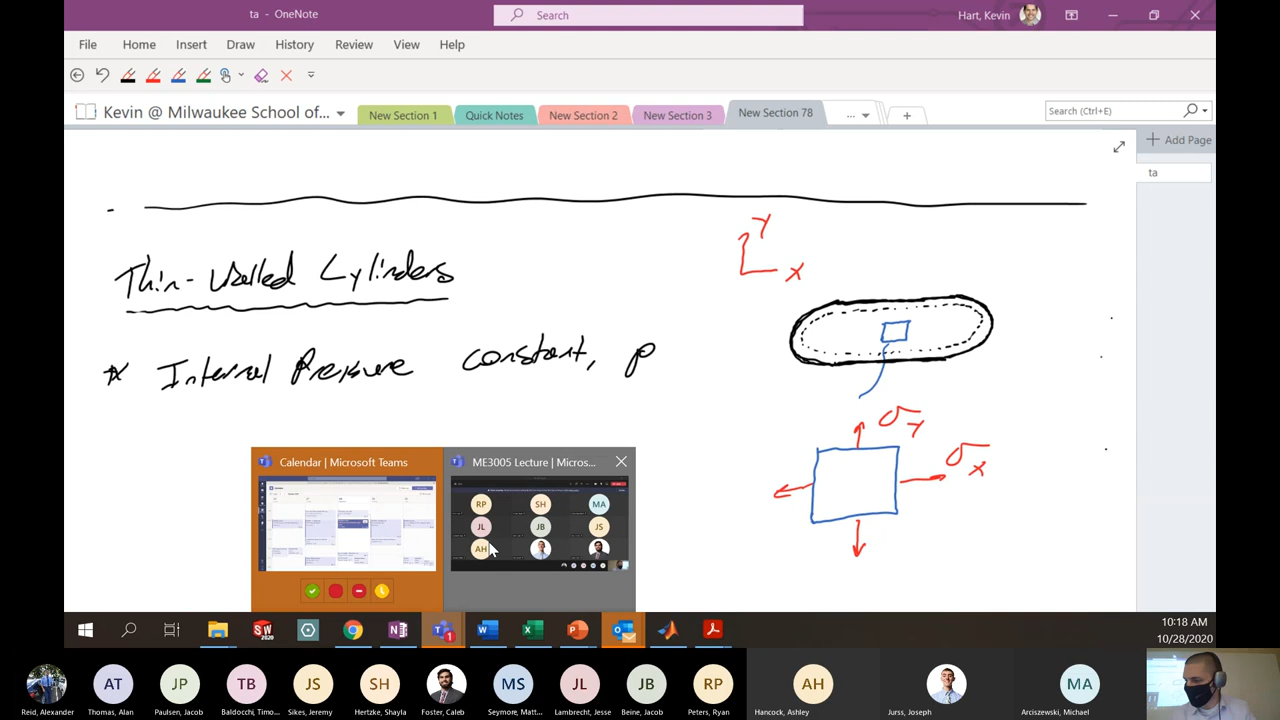 ta - OneNote
Search
Hart, Kevin
File Home Insert Draw History Review View Help
Kevin @ Milwaukee School of...
New Section 1
Quick Notes
New Section 2
New Section 3
New Section 78
...
Search (Ctrl+E)
Add Page
ta
Y
X
Thin-Walled Cylinders
* Internal Pressure constant, p
σY
σX
Calendar | Microsoft Teams
ME3005 Lecture | Micros...
RP SH MA
JL JB JS
AH
SW
2020
1
10:18 AM
10/28/2020
AT JP TB JS SH MS JL JB RP AH MA
Reid, Alexander
Thomas, Alan
Paulsen, Jacob
Baldocchi, Timo...
Sikes, Jeremy
Hertzke, Shayla
Foster, Caleb
Seymore, Matt...
Lambrecht, Jesse
Beine, Jacob
Peters, Ryan
Hancock, Ashley
Jurss, Joseph
Arciszewski, Michael